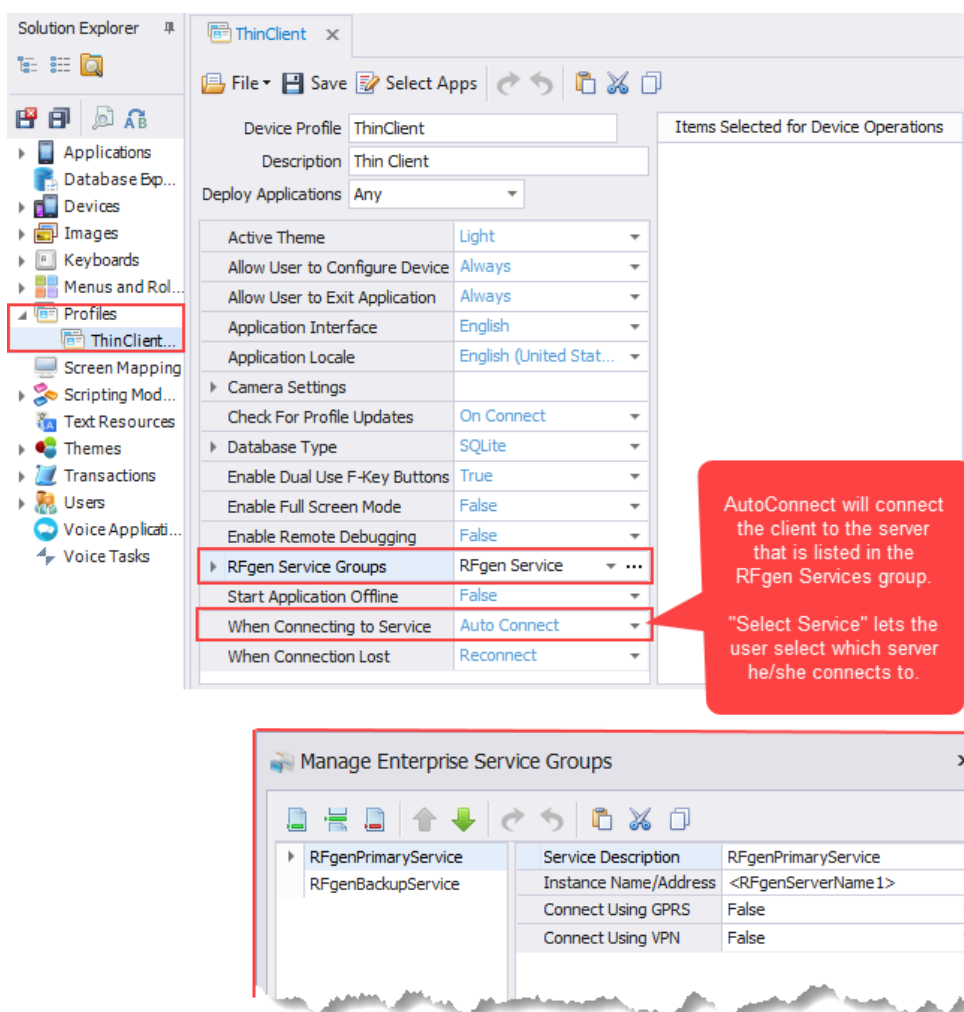 Solution Explorer
ThinClient
File Save Select Apps
Device Profile ThinClient
Description Thin Client
Deploy Applications Any
Items Selected for Device Operations
Applications
Database Exp...
Devices
Images
Keyboards
Menus and Rol...
Profiles
ThinClient...
Screen Mapping
Scripting Mod...
Text Resources
Themes
Transactions
Users
Voice Applicati...
Voice Tasks
Active Theme Light
Allow User to Configure Device Always
Allow User to Exit Application Always
Application Interface English
Application Locale English (United Stat...
Camera Settings
Check For Profile Updates On Connect
Database Type SQLite
Enable Dual Use F-Key Buttons True
Enable Full Screen Mode False
Enable Remote Debugging False
RFgen Service Groups RFgen Service ...
Start Application Offline False
When Connecting to Service Auto Connect
When Connection Lost Reconnect
AutoConnect will connect
the client to the server
that is listed in the
RFgen Services group.
"Select Service" lets the
user select which server
he/she connects to.
Manage Enterprise Service Groups
RFgenPrimaryService
RFgenBackupService
Service Description RFgenPrimaryService
Instance Name/Address <RFgenServerName1>
Connect Using GPRS False
Connect Using VPN False